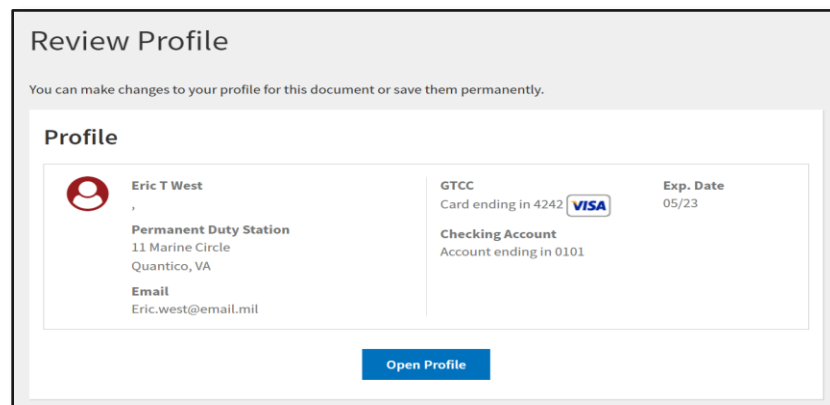 Review Profile
You can make changes to your profile for this document or save them permanently.
Profile
Eric T West
,
Permanent Duty Station
11 Marine Circle
Quantico, VA
Email
Eric.west@email.mil
GTCC
Card ending in 4242 VISA
Checking Account
Account ending in 0101
Exp. Date
05/23
Open Profile